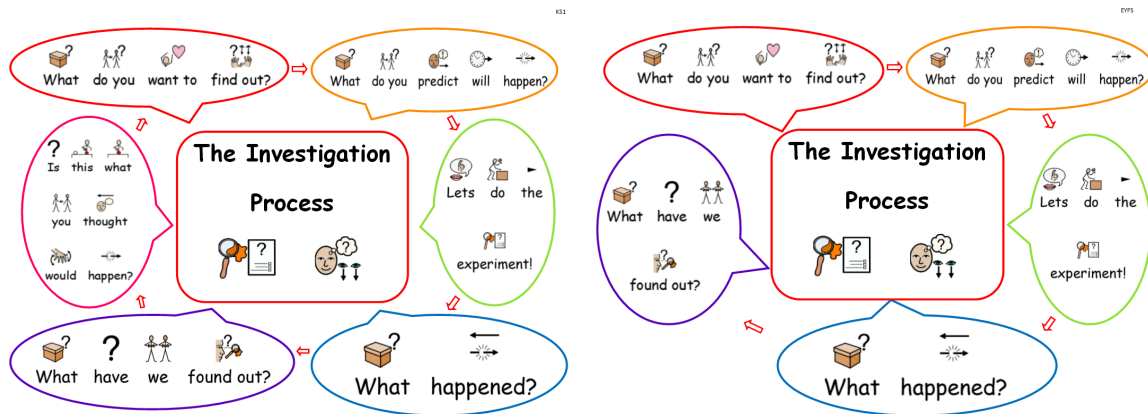 KS1
What do you want to find out?
What do you predict will happen?
Lets do the
experiment!
What happened?
What have we found out?
? Is this what
you thought
would happen?
The Investigation
Process
EYFS
What do you want to find out?
What do you predict will happen?
Lets do the
experiment!
What happened?
What have we
found out?
The Investigation
Process